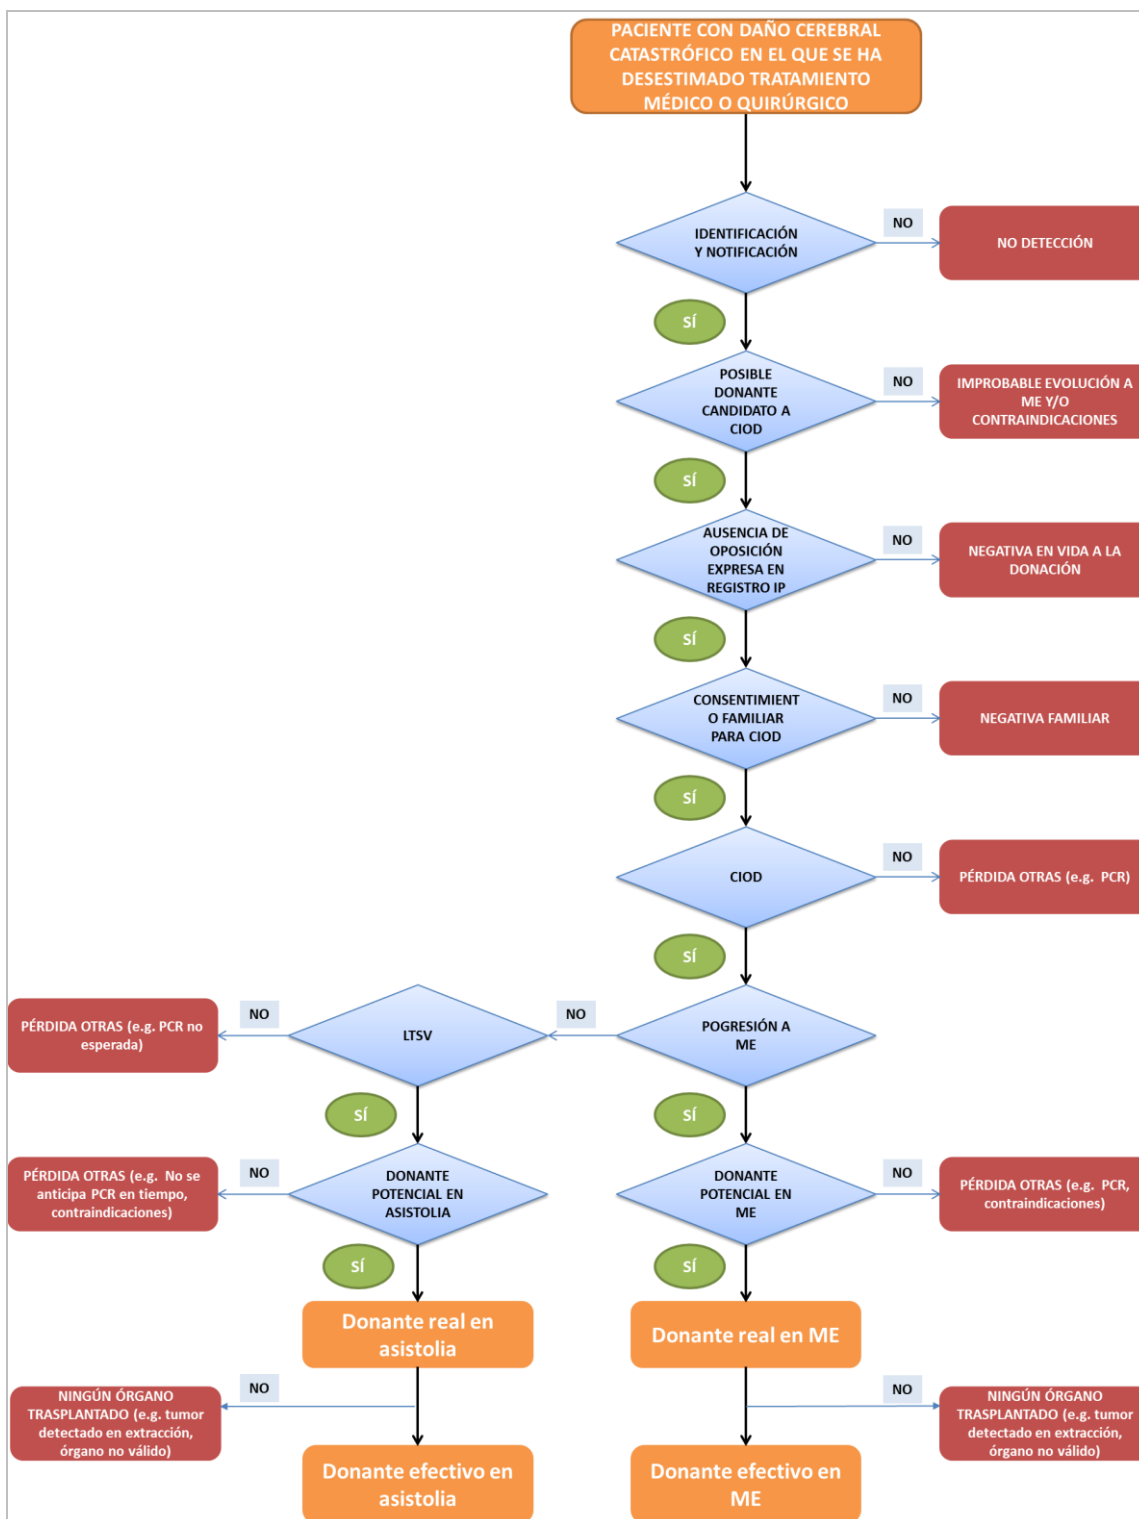 PACIENTE CON DAÑO CEREBRAL
CATASTRÓFICO EN EL QUE SE HA
DESESTIMADO TRATAMIENTO
MÉDICO O QUIRÚRGICO
IDENTIFICACIÓN
Y NOTIFICACIÓN
NO
NO DETECCIÓN
SÍ
POSIBLE
DONANTE
CANDIDATO A
CIOD
NO
IMPROBABLE EVOLUCIÓN A
ME Y/O
CONTRAINDICACIONES
SÍ
AUSENCIA DE
OPOSICIÓN
EXPRESA EN
REGISTRO IP
NO
NEGATIVA EN VIDA A LA
DONACIÓN
SÍ
CONSENTIMIENT
O FAMILIAR
PARA CIOD
NO
NEGATIVA FAMILIAR
SÍ
CIOD
NO
PÉRDIDA OTRAS (e.g. PCR)
SÍ
POGRESIÓN A
ME
NO
LTSV
NO
PÉRDIDA OTRAS (e.g. PCR no
esperada)
SÍ
SÍ
DONANTE
POTENCIAL EN
ASISTOLIA
NO
PÉRDIDA OTRAS (e.g. No se
anticipa PCR en tiempo,
contraindicaciones)
DONANTE
POTENCIAL EN
ME
NO
PÉRDIDA OTRAS (e.g. PCR,
contraindicaciones)
SÍ
SÍ
Donante real en
asistolia
Donante real en ME
NO
NINGÚN ÓRGANO
TRASPLANTADO (e.g. tumor
detectado en extracción,
órgano no válido)
NO
NINGÚN ÓRGANO
TRASPLANTADO (e.g. tumor
detectado en extracción,
órgano no válido)
Donante efectivo en
asistolia
Donante efectivo en
ME